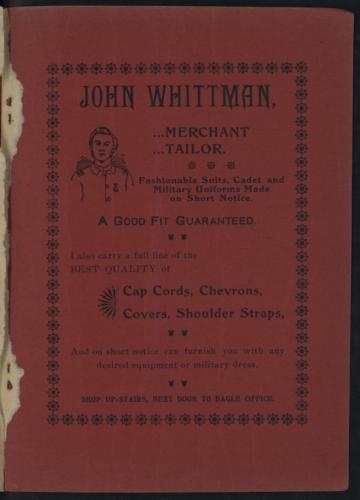 JOHN WHITTMAN,
...MERCHANT
...TAILOR.
Fashionable Suits, Cadet and
Military Uniforms Made
on Short Notice.
A GOOD FIT GUARANTEED.
I also carry a full line of the
BEST QUALITY of
Cap Cords, Chevrons,
Covers, Shoulder Straps,
And on short notice can furnish you with any
desired equipment or military dress.
SHOP UP-STAIRS, NEXT DOOR TO EAGLE OFFICE.